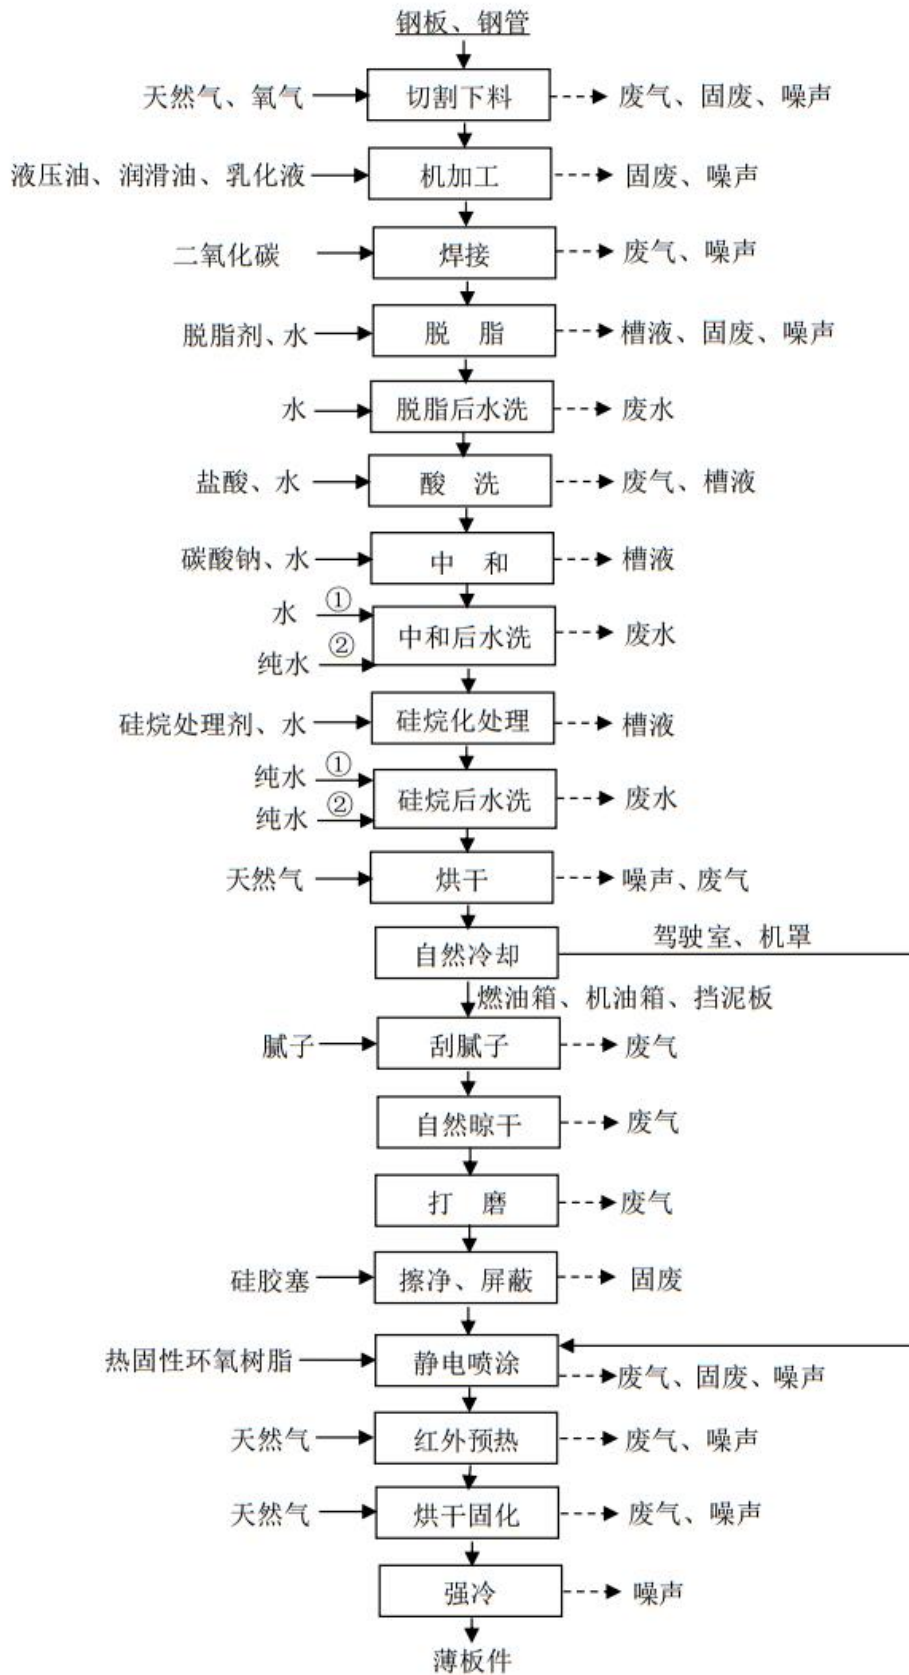 钢板、钢管
天然气、氧气 切割下料 废气、固废、噪声
液压油、润滑油、乳化液 机加工 固废、噪声
二氧化碳 焊接 废气、噪声
脱脂剂、水 脱 脂 槽液、固废、噪声
水 脱脂后水洗 废水
盐酸、水 酸 洗 废气、槽液
碳酸钠、水 中 和 槽液
水 ①
中和后水洗 废水
纯水 ②
硅烷处理剂、水 硅烷化处理 槽液
纯水 ①
硅烷后水洗 废水
纯水 ②
天然气 烘干 噪声、废气
驾驶室、机罩
自然冷却
燃油箱、机油箱、挡泥板
腻子 刮腻子 废气
自然晾干 废气
打 磨 废气
硅胶塞 擦净、屏蔽 固废
热固性环氧树脂 静电喷涂
废气、固废、噪声
天然气 红外预热 废气、噪声
天然气 烘干固化 废气、噪声
强冷 噪声
薄板件